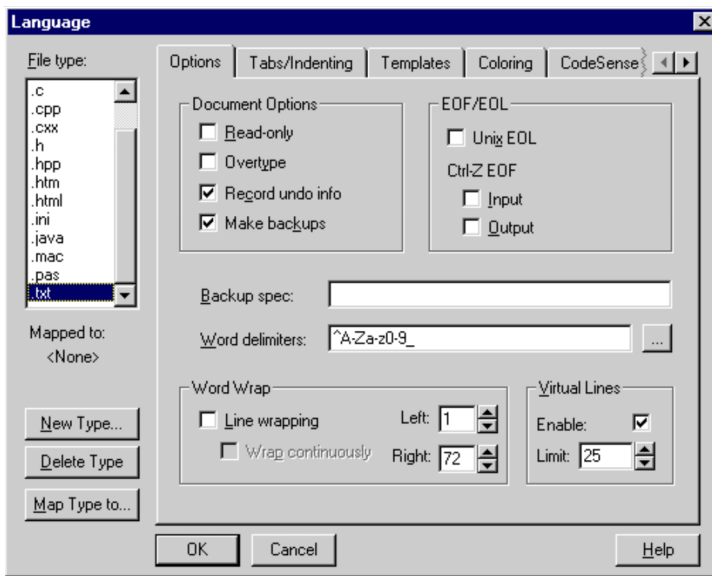 Language
File type:
.c
.cpp
.cxx
.h
.hpp
.htm
.html
.ini
.java
.mac
.pas
.txt
Mapped to:
<None>
New Type...
Delete Type
Map Type to...
Options
Tabs/Indenting
Templates
Coloring
CodeSense
Document Options
Read-only
Overtype
Record undo info
Make backups
EOF/EOL
Unix EOL
Ctrl-Z EOF
Input
Output
Backup spec:
Word delimiters: ^A-Za-z0-9_ ...
Word Wrap
Line wrapping
Wrap continuously
Left: 1
Right: 72
Virtual Lines
Enable:
Limit: 25
OK
Cancel
Help